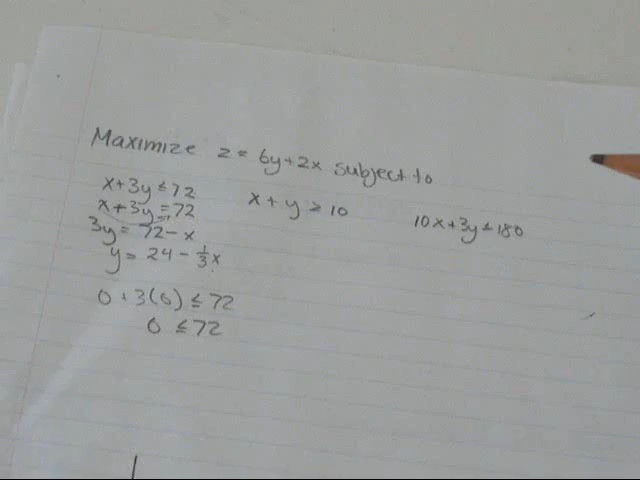 Maximize z = 6y+2x subject to
x+3y≤72
x+3y=72
3y= 72-x
y= 24-⅓x
0+3(0)≤72
0≤72
x+y≥10
10x+3y≤180